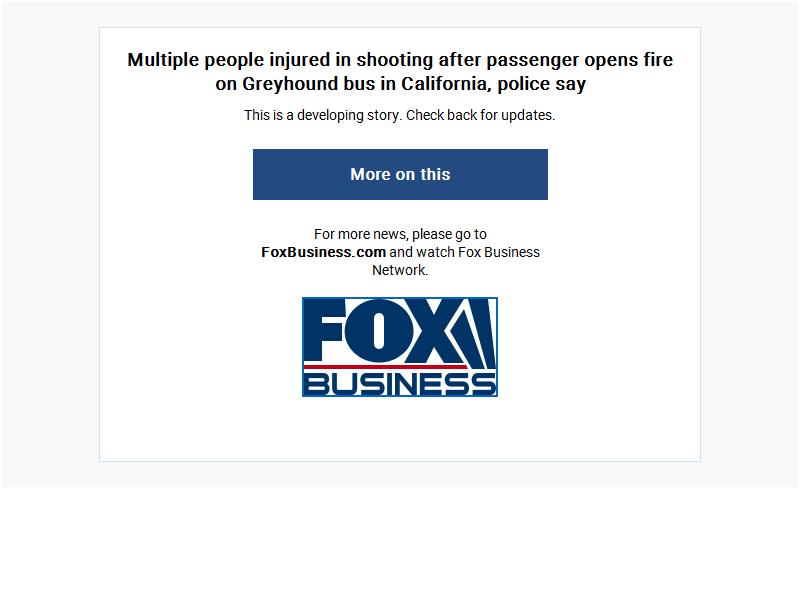 Multiple people injured in shooting after passenger opens fire
on Greyhound bus in California, police say
This is a developing story. Check back for updates.
More on this
For more news, please go to
FoxBusiness.com and watch Fox Business
Network.
FOX
BUSINESS